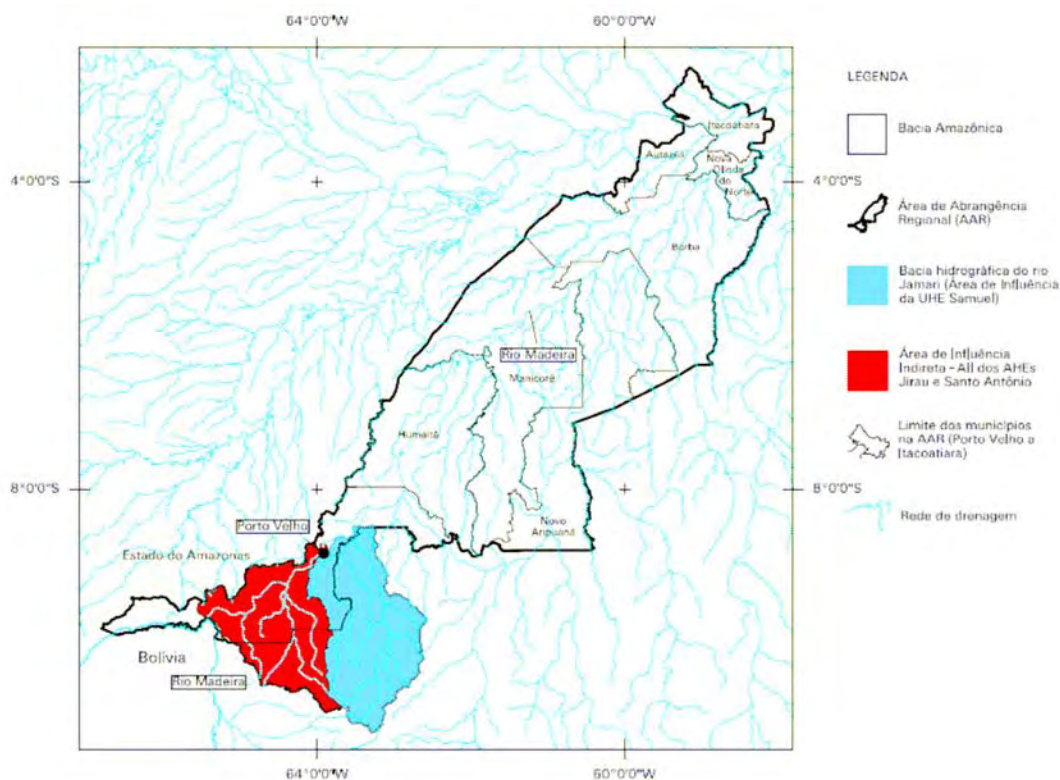 64°0'0"W
60°0'0"W
LEGENDA
Bacia Amazônica
Área de Abrangência
Regional (AAR)
Bacia hidrográfica do rio
Jamari (Área de Influência
da UHE Samuel)
Área de Influência
Indireta - AII dos AHEs
Jirau e Santo Antônio
Limite dos municípios
na AAR (Porto Velho a
Itacoatiara)
Rede de drenagem
Itacoatiara
Autazes
Nova
Olinda
do
Norte
4°0'0"S
4°0'0"S
Borba
Rio Madeira
Manicoré
Humaitá
8°0'0"S
8°0'0"S
Novo
Aripuanã
Porto Velho
Estado do Amazonas
Bolívia
Rio Madeira
64°0'0"W
60°0'0"W